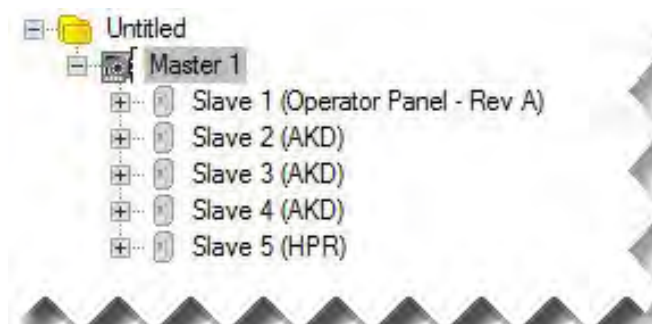 Untitled
Master 1
Slave 1 (Operator Panel - Rev A)
Slave 2 (AKD)
Slave 3 (AKD)
Slave 4 (AKD)
Slave 5 (HPR)